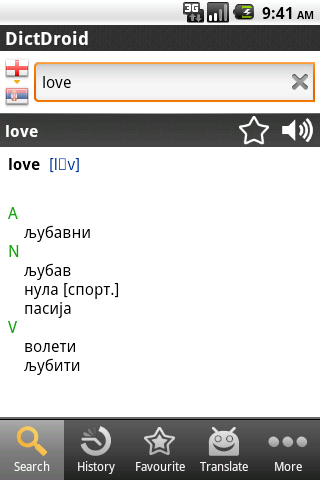 3G
9:41 AM
DictDroid
love
love
love [l▯v]
A
љубавни
N
љубав
нула [спорт.]
пасија
V
волети
љубити
Search History Favourite Translate More